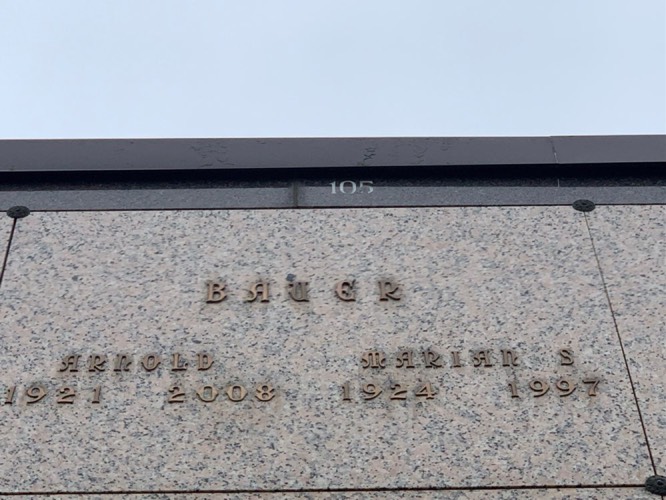 105
BAUER
ARNOLD MARIAN S
1921 2008 1924 1997